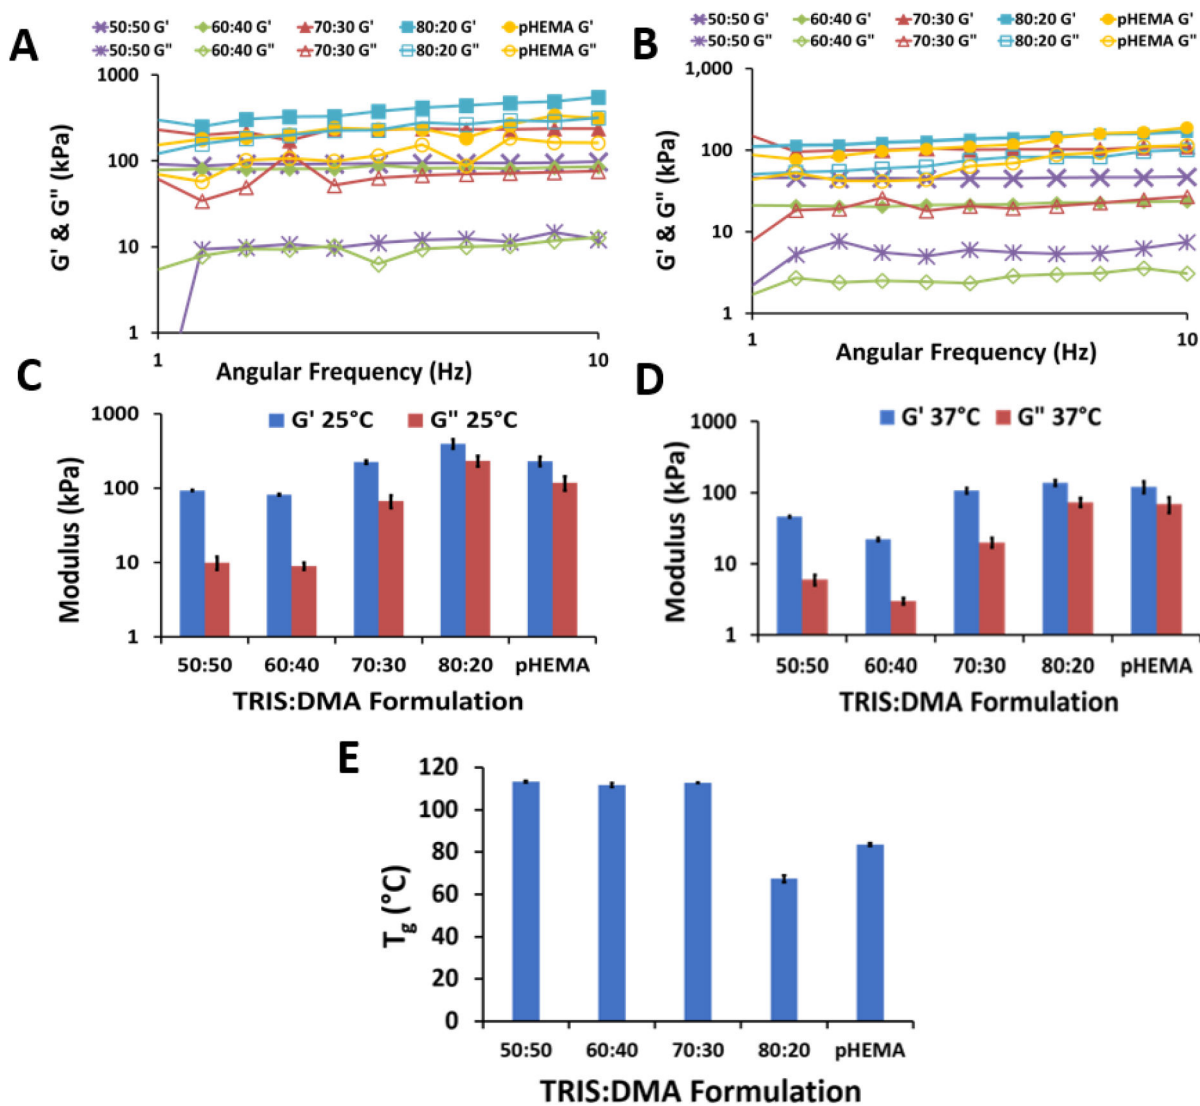 A
50:50 G' 60:40 G' 70:30 G' 80:20 G' pHEMA G'
50:50 G" 60:40 G" 70:30 G" 80:20 G" pHEMA G"
G' & G" (kPa)
1000
100
10
1
1 10
Angular Frequency (Hz)
B
50:50 G' 60:40 G' 70:30 G' 80:20 G' pHEMA G'
50:50 G" 60:40 G" 70:30 G" 80:20 G" pHEMA G"
G' & G" (kPa)
1,000
100
10
1
1 10
Angular Frequency (Hz)
C
G' 25°C G" 25°C
Modulus (kPa)
1000
100
10
1
50:50 60:40 70:30 80:20 pHEMA
TRIS:DMA Formulation
D
G' 37°C G" 37°C
Modulus (kPa)
1000
100
10
1
50:50 60:40 70:30 80:20 pHEMA
TRIS:DMA Formulation
E
Tg (°C)
120
100
80
60
40
20
0
50:50 60:40 70:30 80:20 pHEMA
TRIS:DMA Formulation